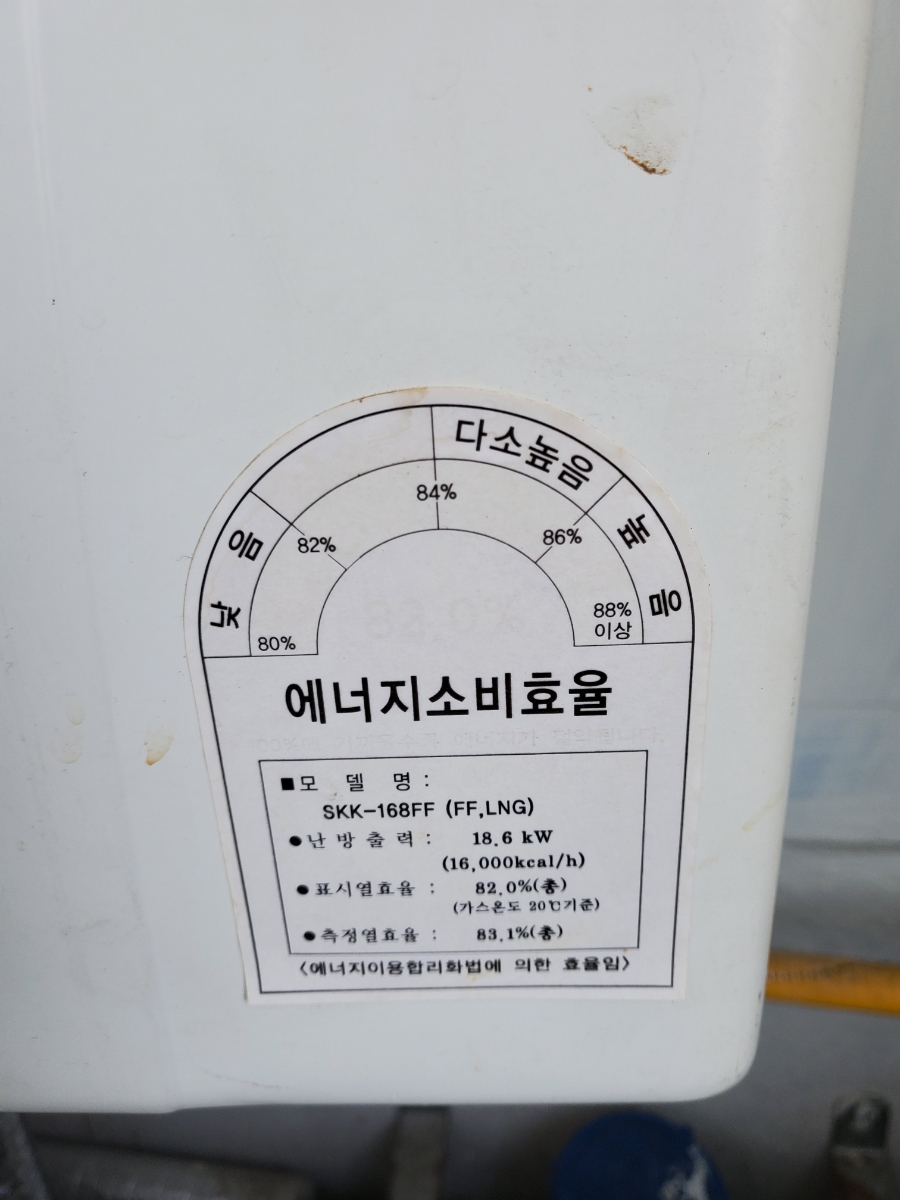 다소높음
높음
낮음
84%
82%
86%
80%
88%
이상
에너지소비효율
■모 델 명 :
SKK-168FF (FF,LNG)
●난 방 출 력 : 18.6 kW
(16,000kcal/h)
●표시열효율 : 82.0%(총)
(가스온도 20℃기준)
●측정열효율 : 83.1%(총)
〈에너지이용합리화법에 의한 효율임〉